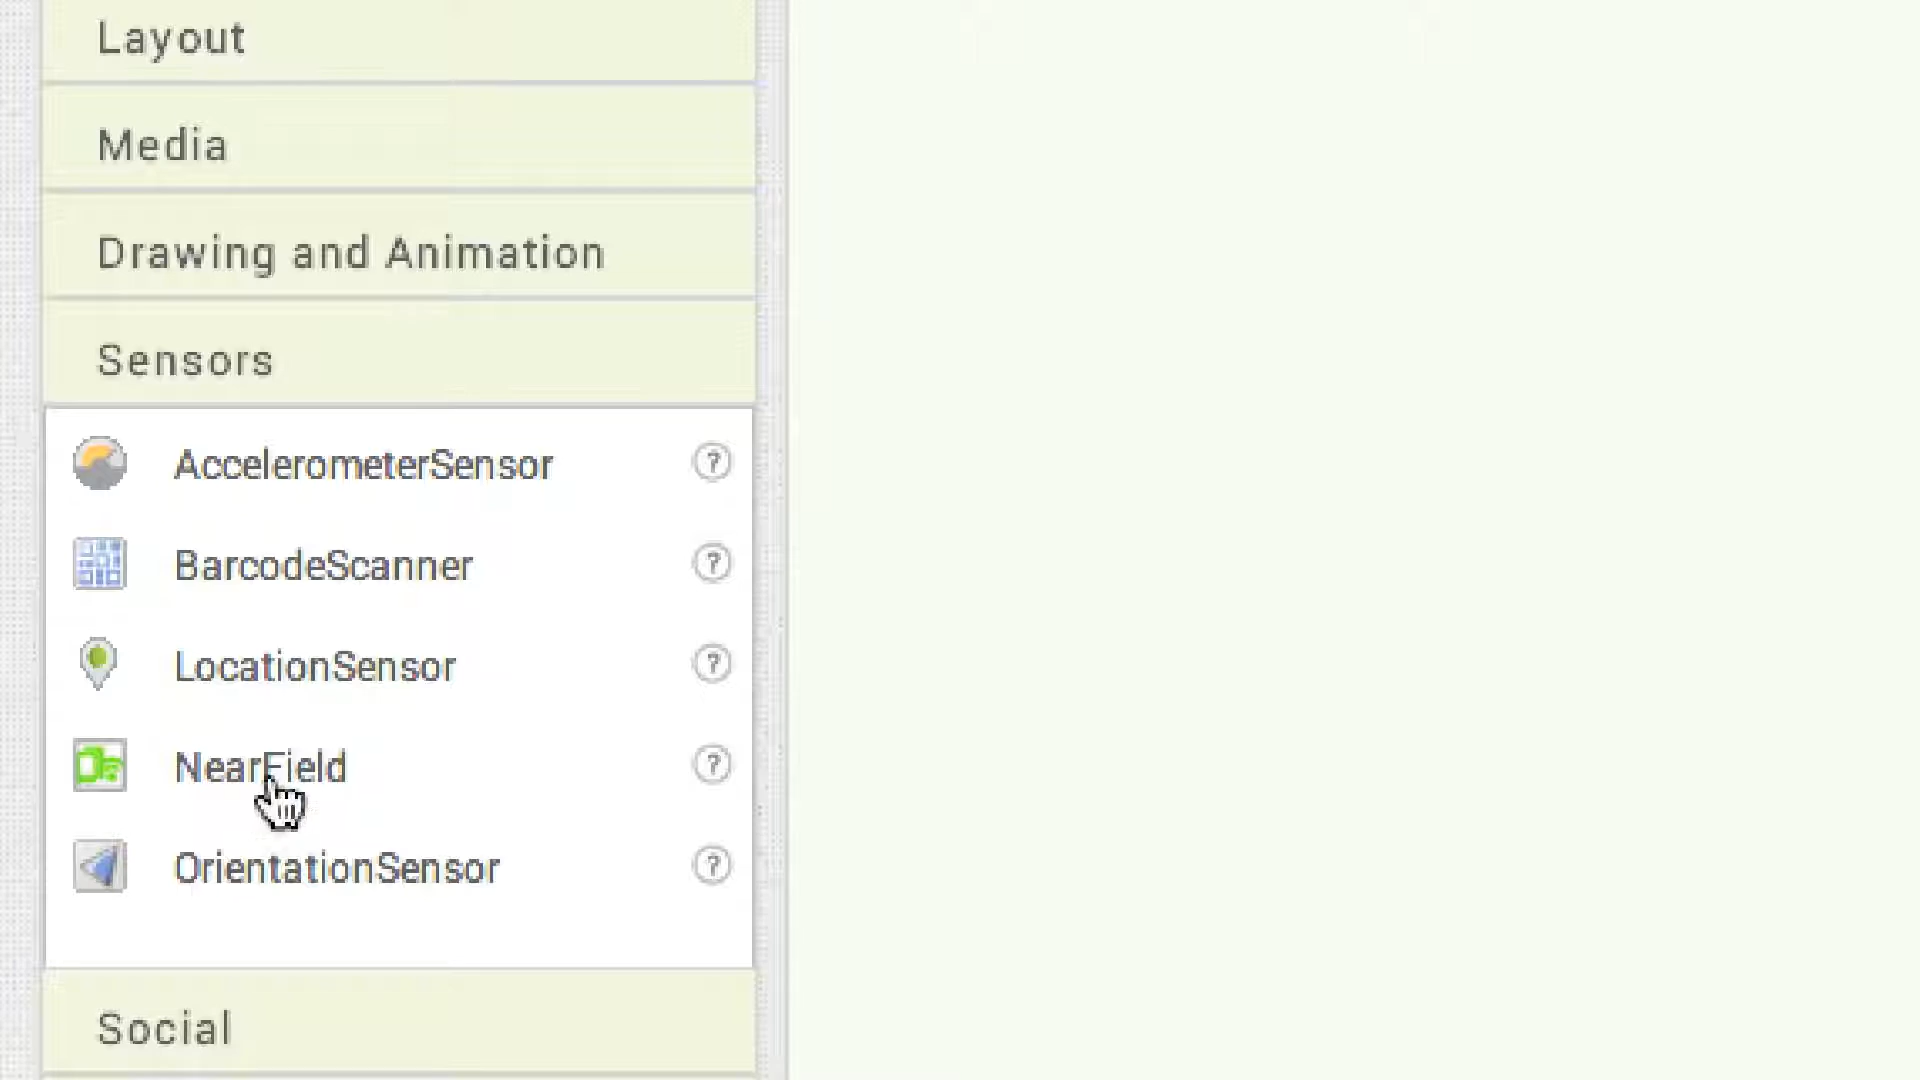 Layout
Media
Drawing and Animation
Sensors
AccelerometerSensor ?
BarcodeScanner ?
LocationSensor ?
NearField ?
OrientationSensor ?
Social